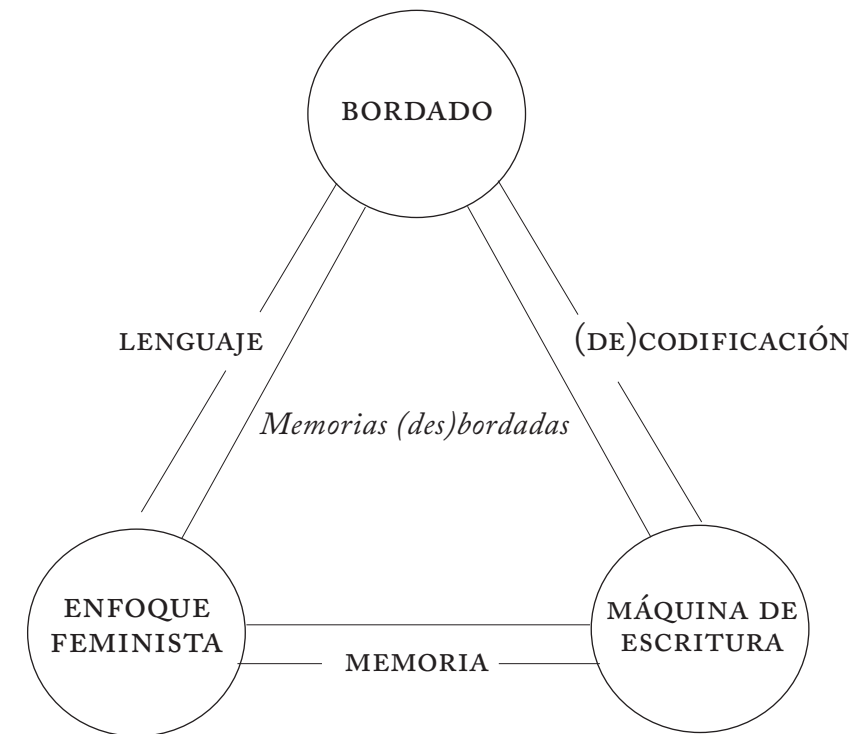 BORDADO
LENGUAJE
(DE)CODIFICACIÓN
Memorias (des)bordadas
ENFOQUE
FEMINISTA
MÁQUINA DE
ESCRITURA
MEMORIA